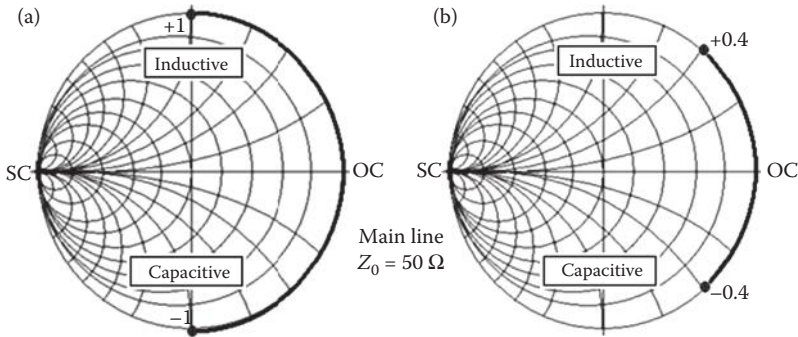 (a)
+1
Inductive
SC
OC
Capacitive
–1
Main line
Z0 = 50 Ω
(b)
+0.4
Inductive
SC
OC
Capacitive
–0.4